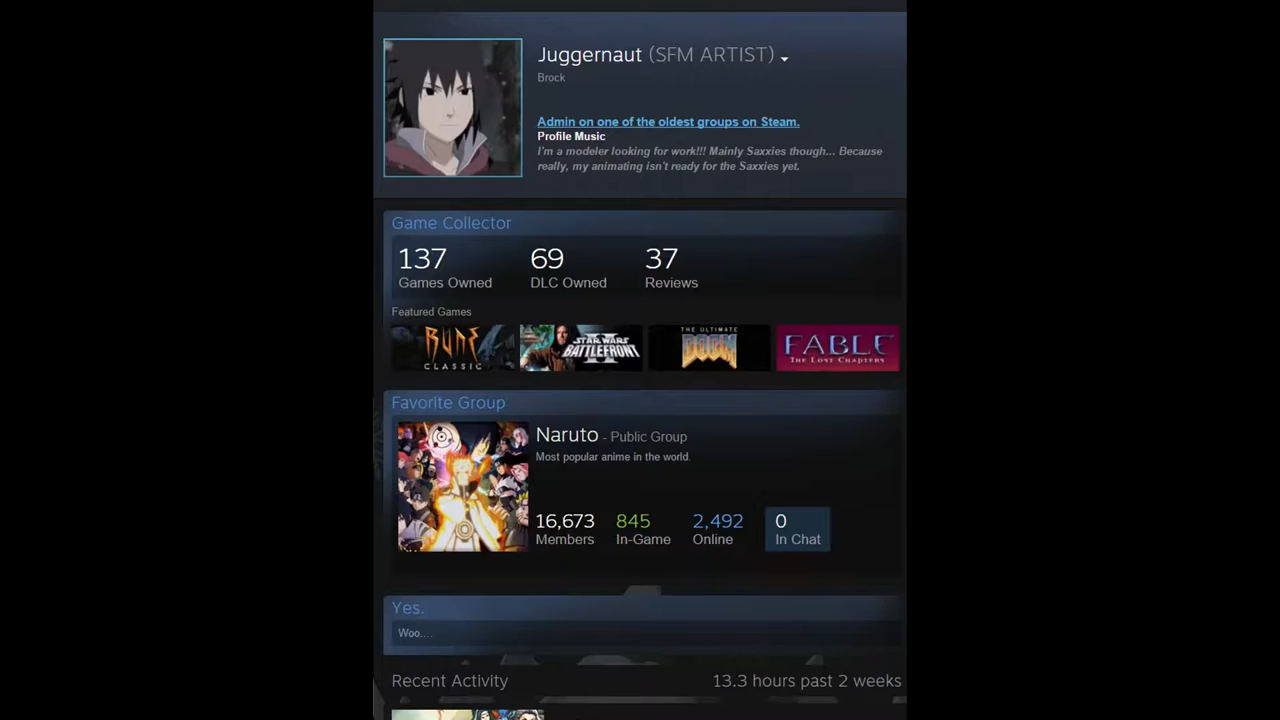 Juggernaut (SFM ARTIST)
Brock
Admin on one of the oldest groups on Steam.
Profile Music
I'm a modeler looking for work!!! Mainly Saxxies though... Because
really, my animating isn't ready for the Saxxies yet.
Game Collector
137 69 37
Games Owned DLC Owned Reviews
Featured Games
RUNE
CLASSIC
STAR WARS
BATTLEFRONT
II
THE ULTIMATE
DOOM
FABLE
THE LOST CHAPTERS
Favorite Group
Naruto - Public Group
Most popular anime in the world.
16,673 845 2,492 0
Members In-Game Online In Chat
Yes.
Woo....
Recent Activity 13.3 hours past 2 weeks